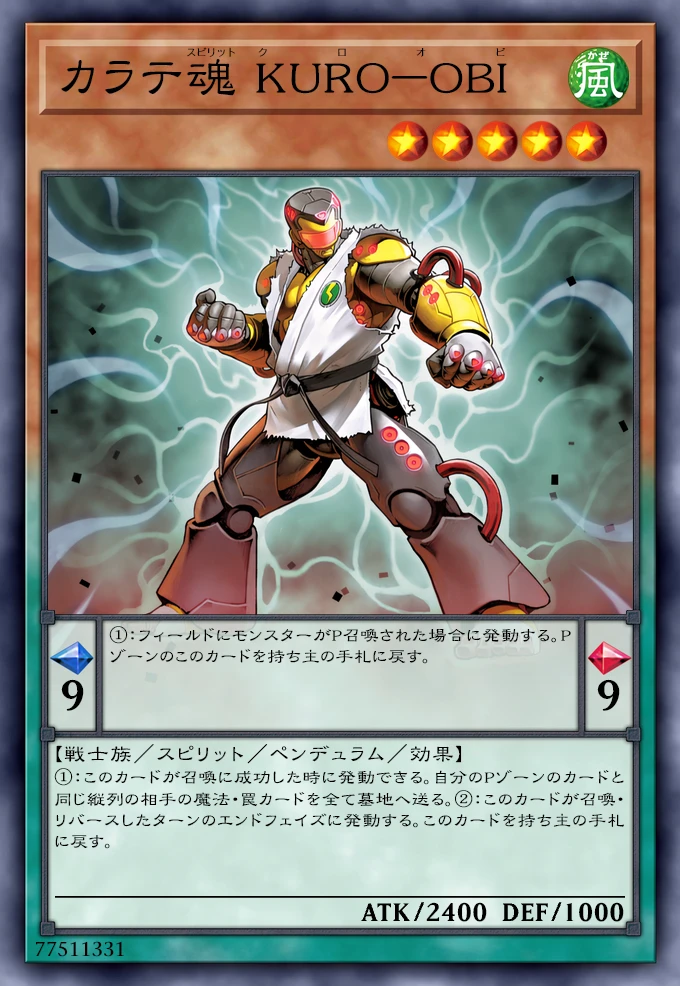 スピリット ク ロ オ ビ
カラテ魂 KURO－OBI
かぜ
風
①：フィールドにモンスターがP召喚された場合に発動する。P
ゾーンのこのカードを持ち主の手札に戻す。
9
9
【戦士族／スピリット／ペンデュラム／効果】
①：このカードが召喚に成功した時に発動できる。自分のPゾーンのカードと
同じ縦列の相手の魔法・罠カードを全て墓地へ送る。②：このカードが召喚・
リバースしたターンのエンドフェイズに発動する。このカードを持ち主の手札
に戻す。
ATK/2400 DEF/1000
77511331